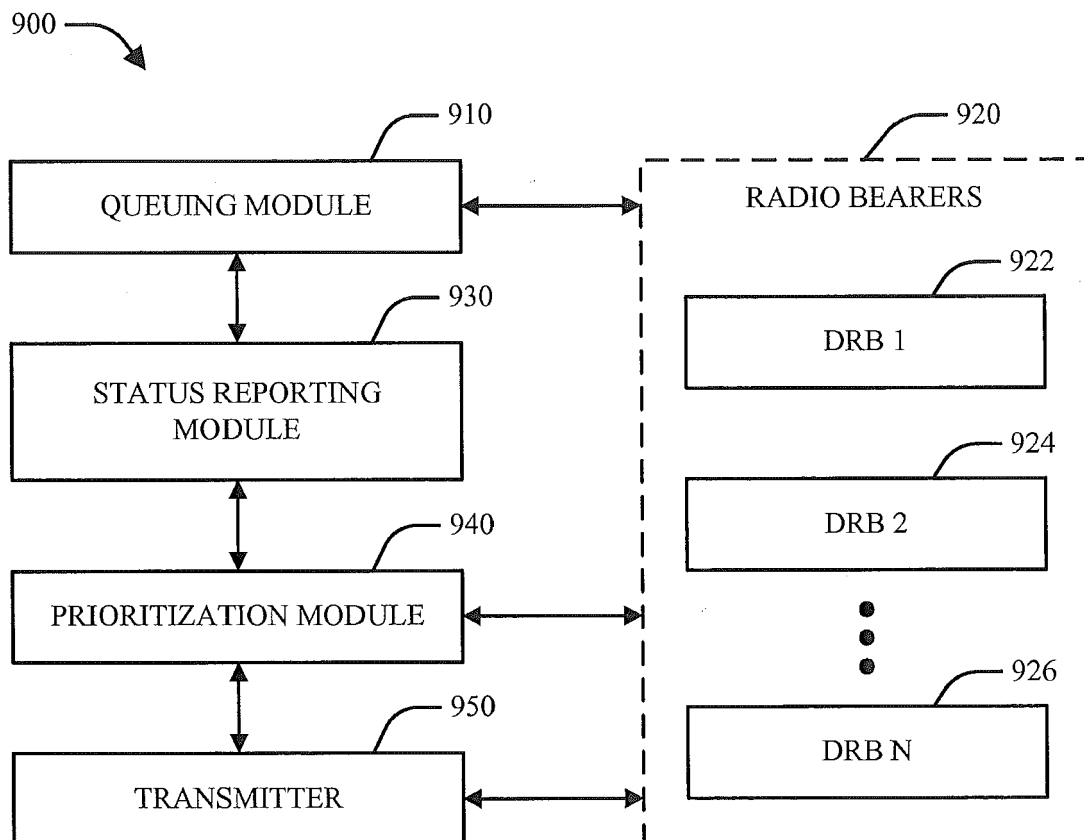 900
910
920
QUEUING MODULE
RADIO BEARERS
922
930
DRB 1
STATUS REPORTING
MODULE
924
DRB 2
940
PRIORITIZATION MODULE
926
950
DRB N
TRANSMITTER